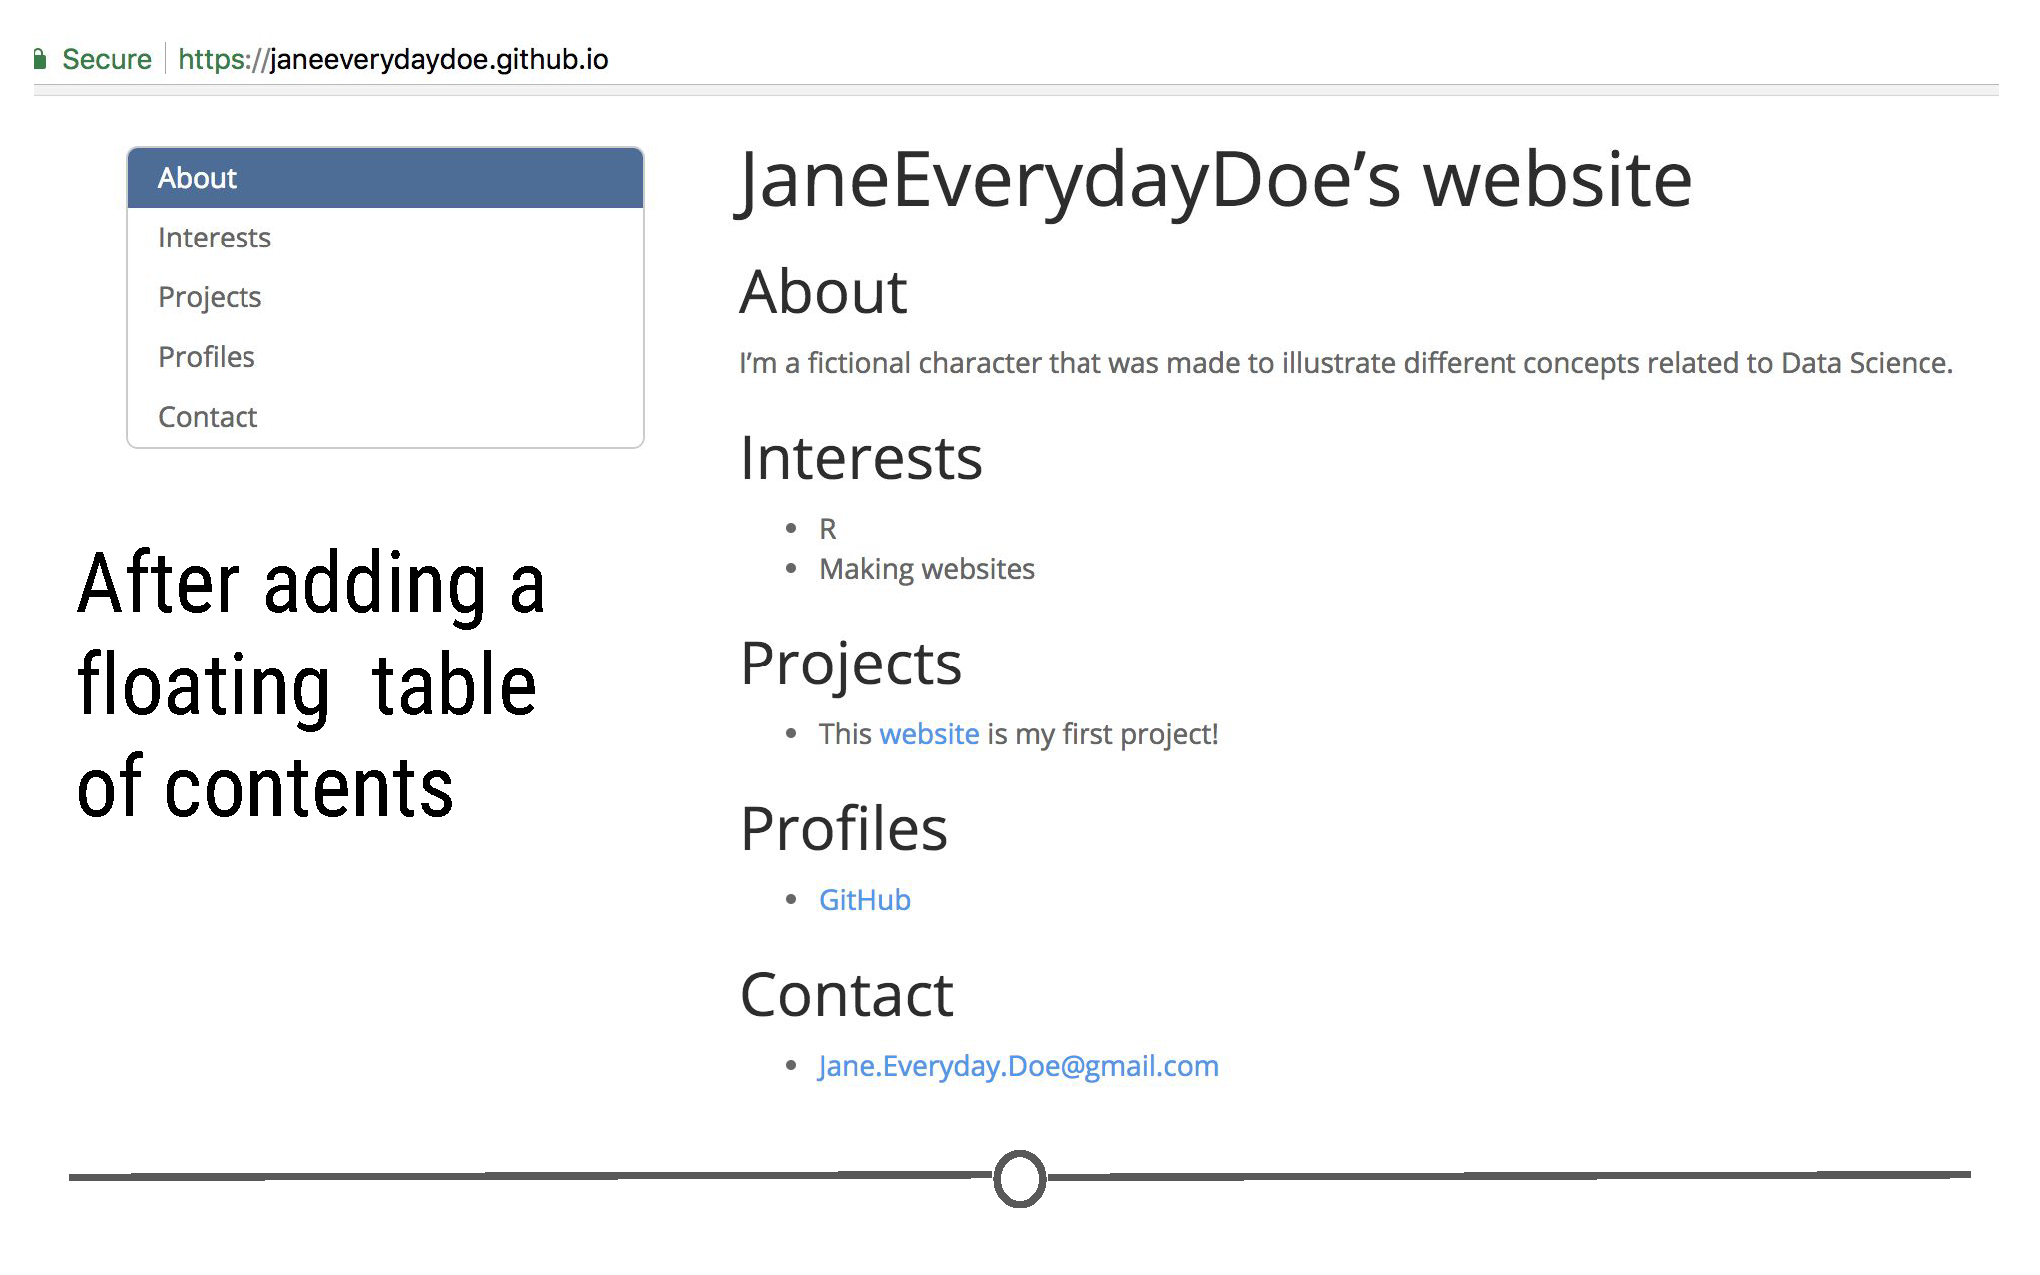 Secure https://janeeverydaydoe.github.io
About
Interests
Projects
Profiles
Contact
After adding a
floating table
of contents
JaneEverydayDoe’s website
About
I’m a fictional character that was made to illustrate different concepts related to Data Science.
Interests
• R
• Making websites
Projects
• This website is my first project!
Profiles
• GitHub
Contact
• Jane.Everyday.Doe@gmail.com